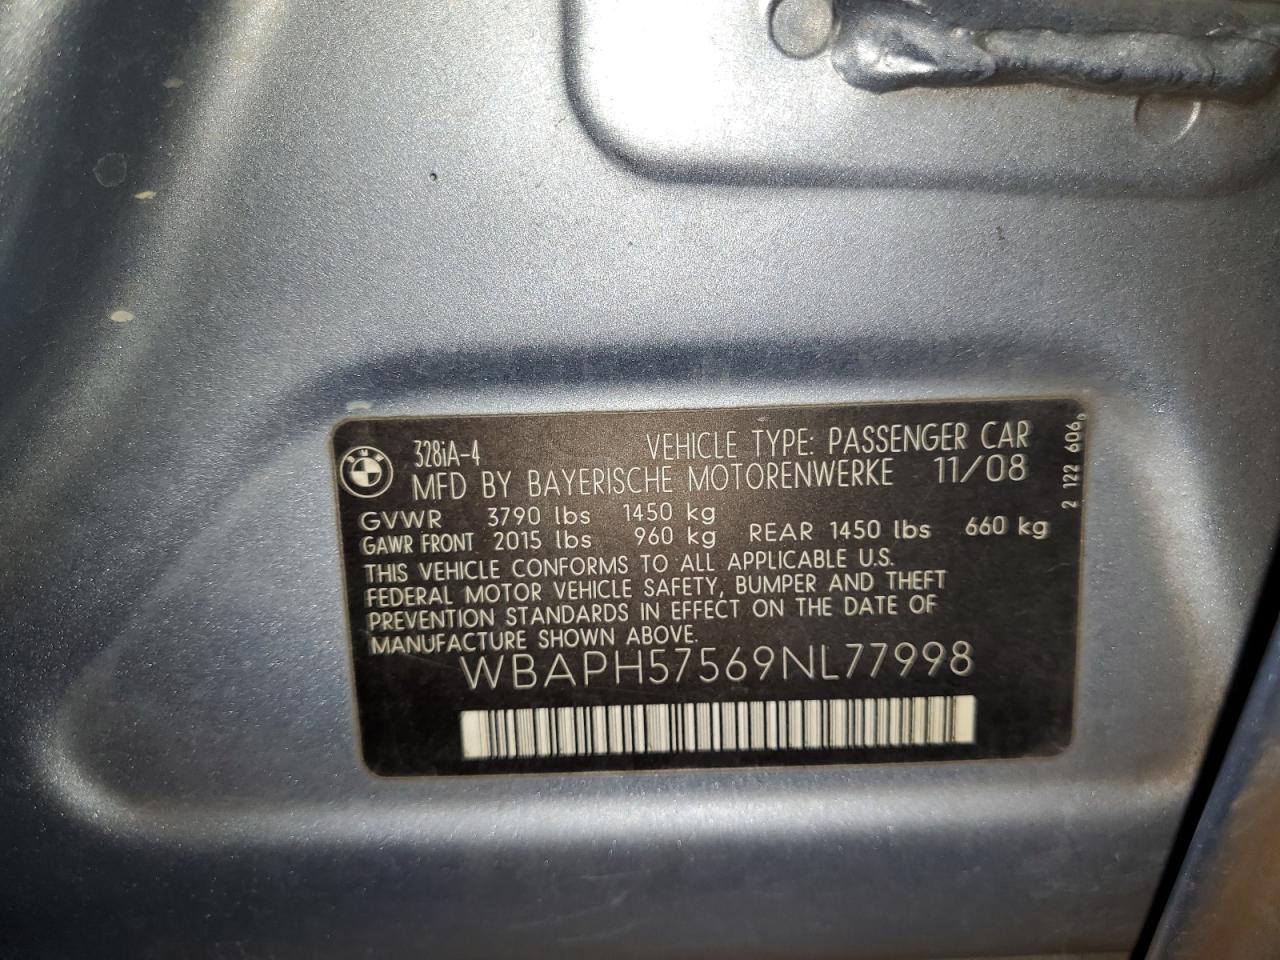 BMW
328iA-4 VEHICLE TYPE: PASSENGER CAR
MFD BY BAYERISCHE MOTORENWERKE 11/08
GVWR 3790 lbs 1450 kg
GAWR FRONT 2015 lbs 960 kg REAR 1450 lbs 660 kg
THIS VEHICLE CONFORMS TO ALL APPLICABLE U.S.
FEDERAL MOTOR VEHICLE SAFETY, BUMPER AND THEFT
PREVENTION STANDARDS IN EFFECT ON THE DATE OF
MANUFACTURE SHOWN ABOVE.
WBAPH57569NL77998
2 122 606